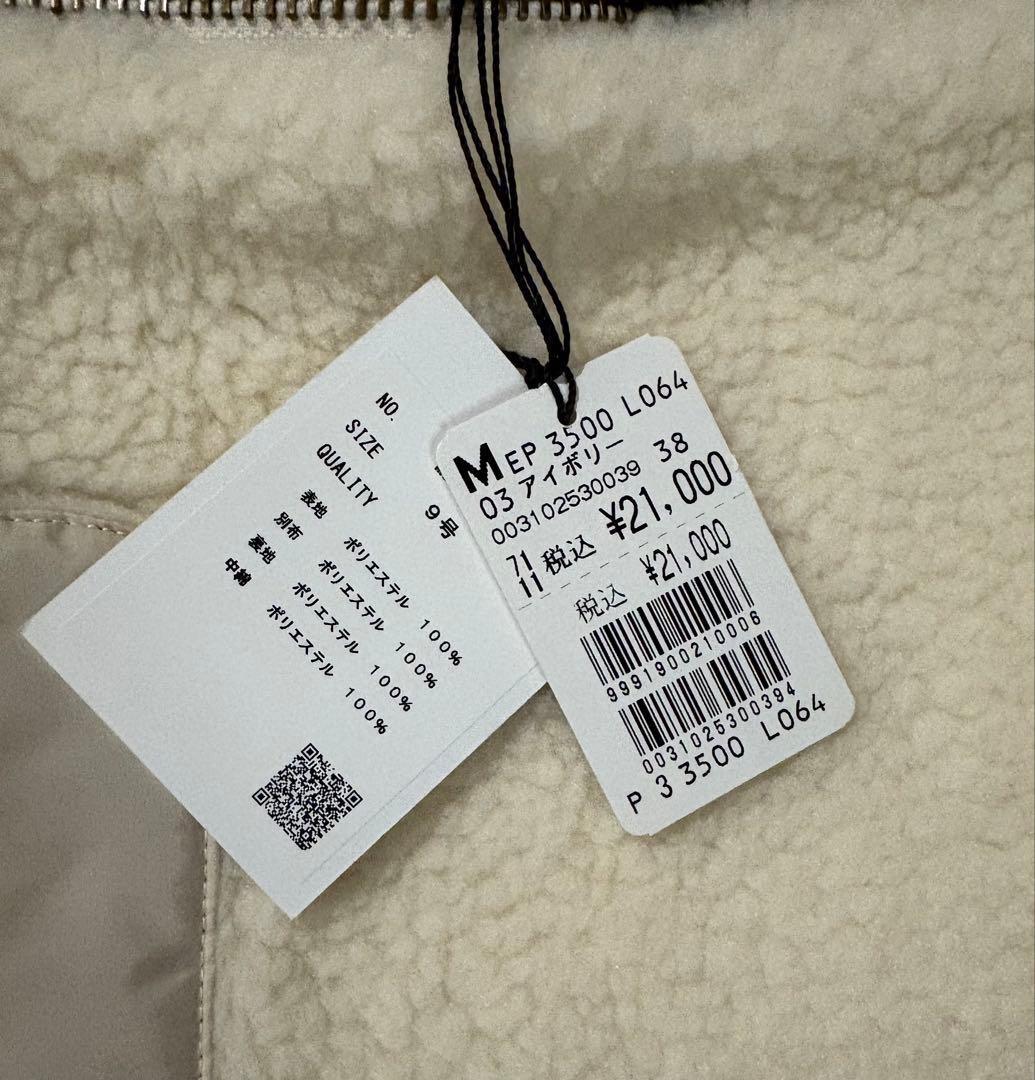 NO.
SIZE 9号
QUALITY
表地 ポリエステル 100%
別布 ポリエステル 100%
裏地 ポリエステル 100%
中綿 ポリエステル 100%
M EP 3500 L064
03 アイボリー 38
003102530039
71 11 税込 ¥21,000
税込 ¥21,000
9991900210006
0031025300394
P 3 3500 L064